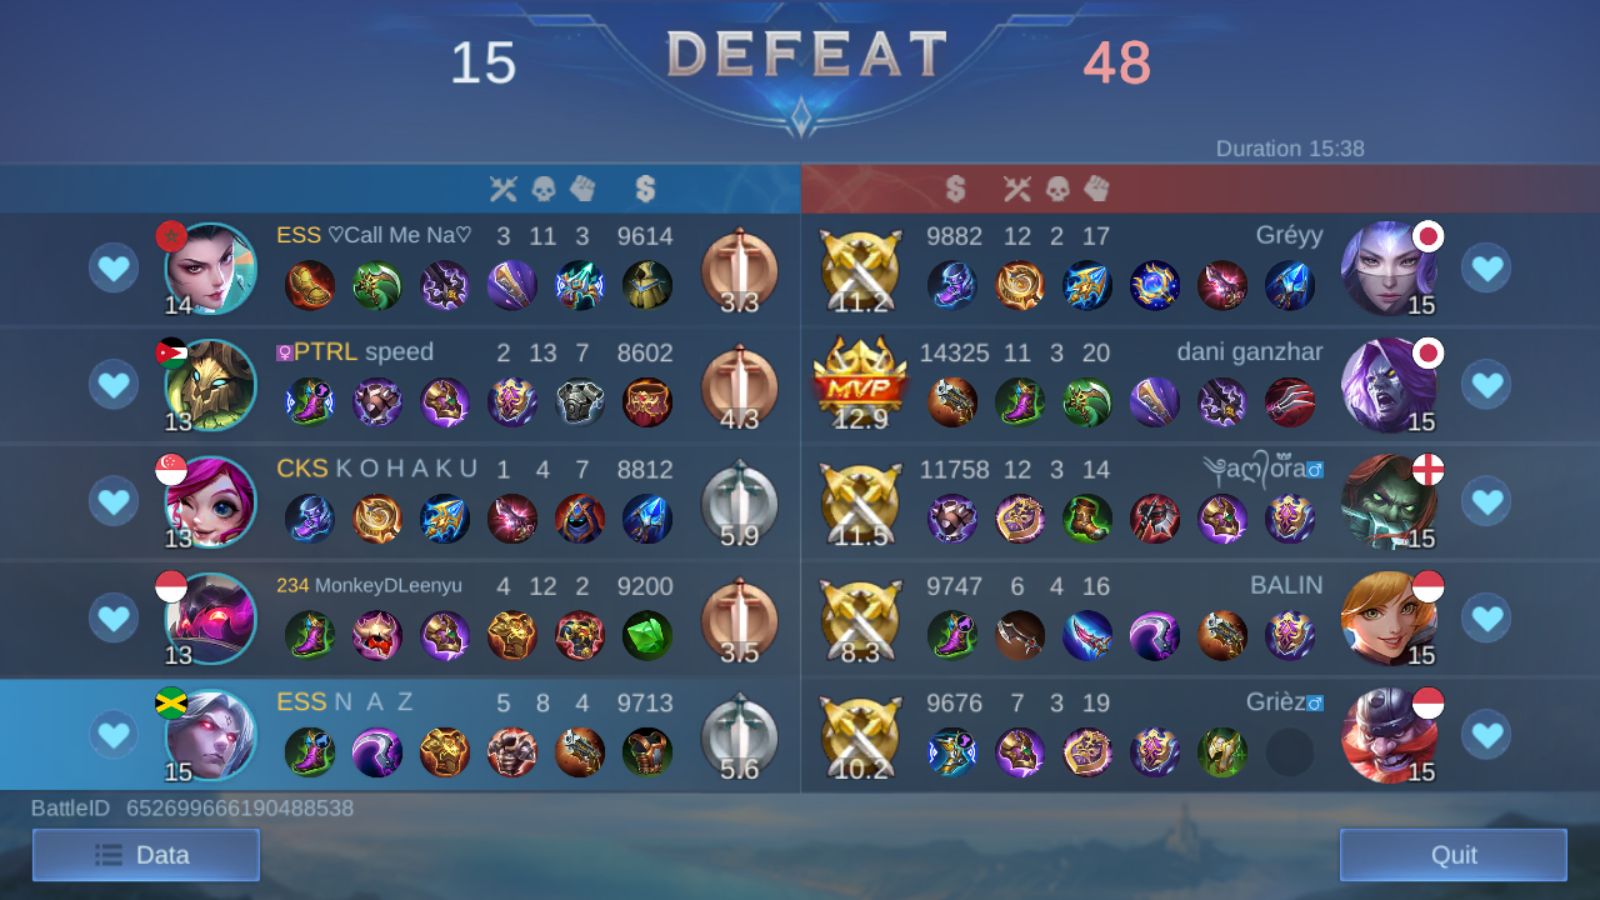 15 DEFEAT 48
Duration 15:38
ESS ♡Call Me Na♡ 3 11 3 9614
14 3.3
9882 12 2 17 Gréyy
11.2 15
PTRL speed 2 13 7 8602
13 4.3
14325 11 3 20 dani ganzhar
MVP
12.9 15
CKS K O H A K U 1 4 7 8812
13 5.9
11758 12 3 14
11.5 15
234 MonkeyDLeenyu 4 12 2 9200
13 3.5
9747 6 4 16 BALIN
8.3 15
ESS N A Z 5 8 4 9713
15 5.6
9676 7 3 19 Grièz
10.2 15
BattleID 652699666190488538
Data
Quit